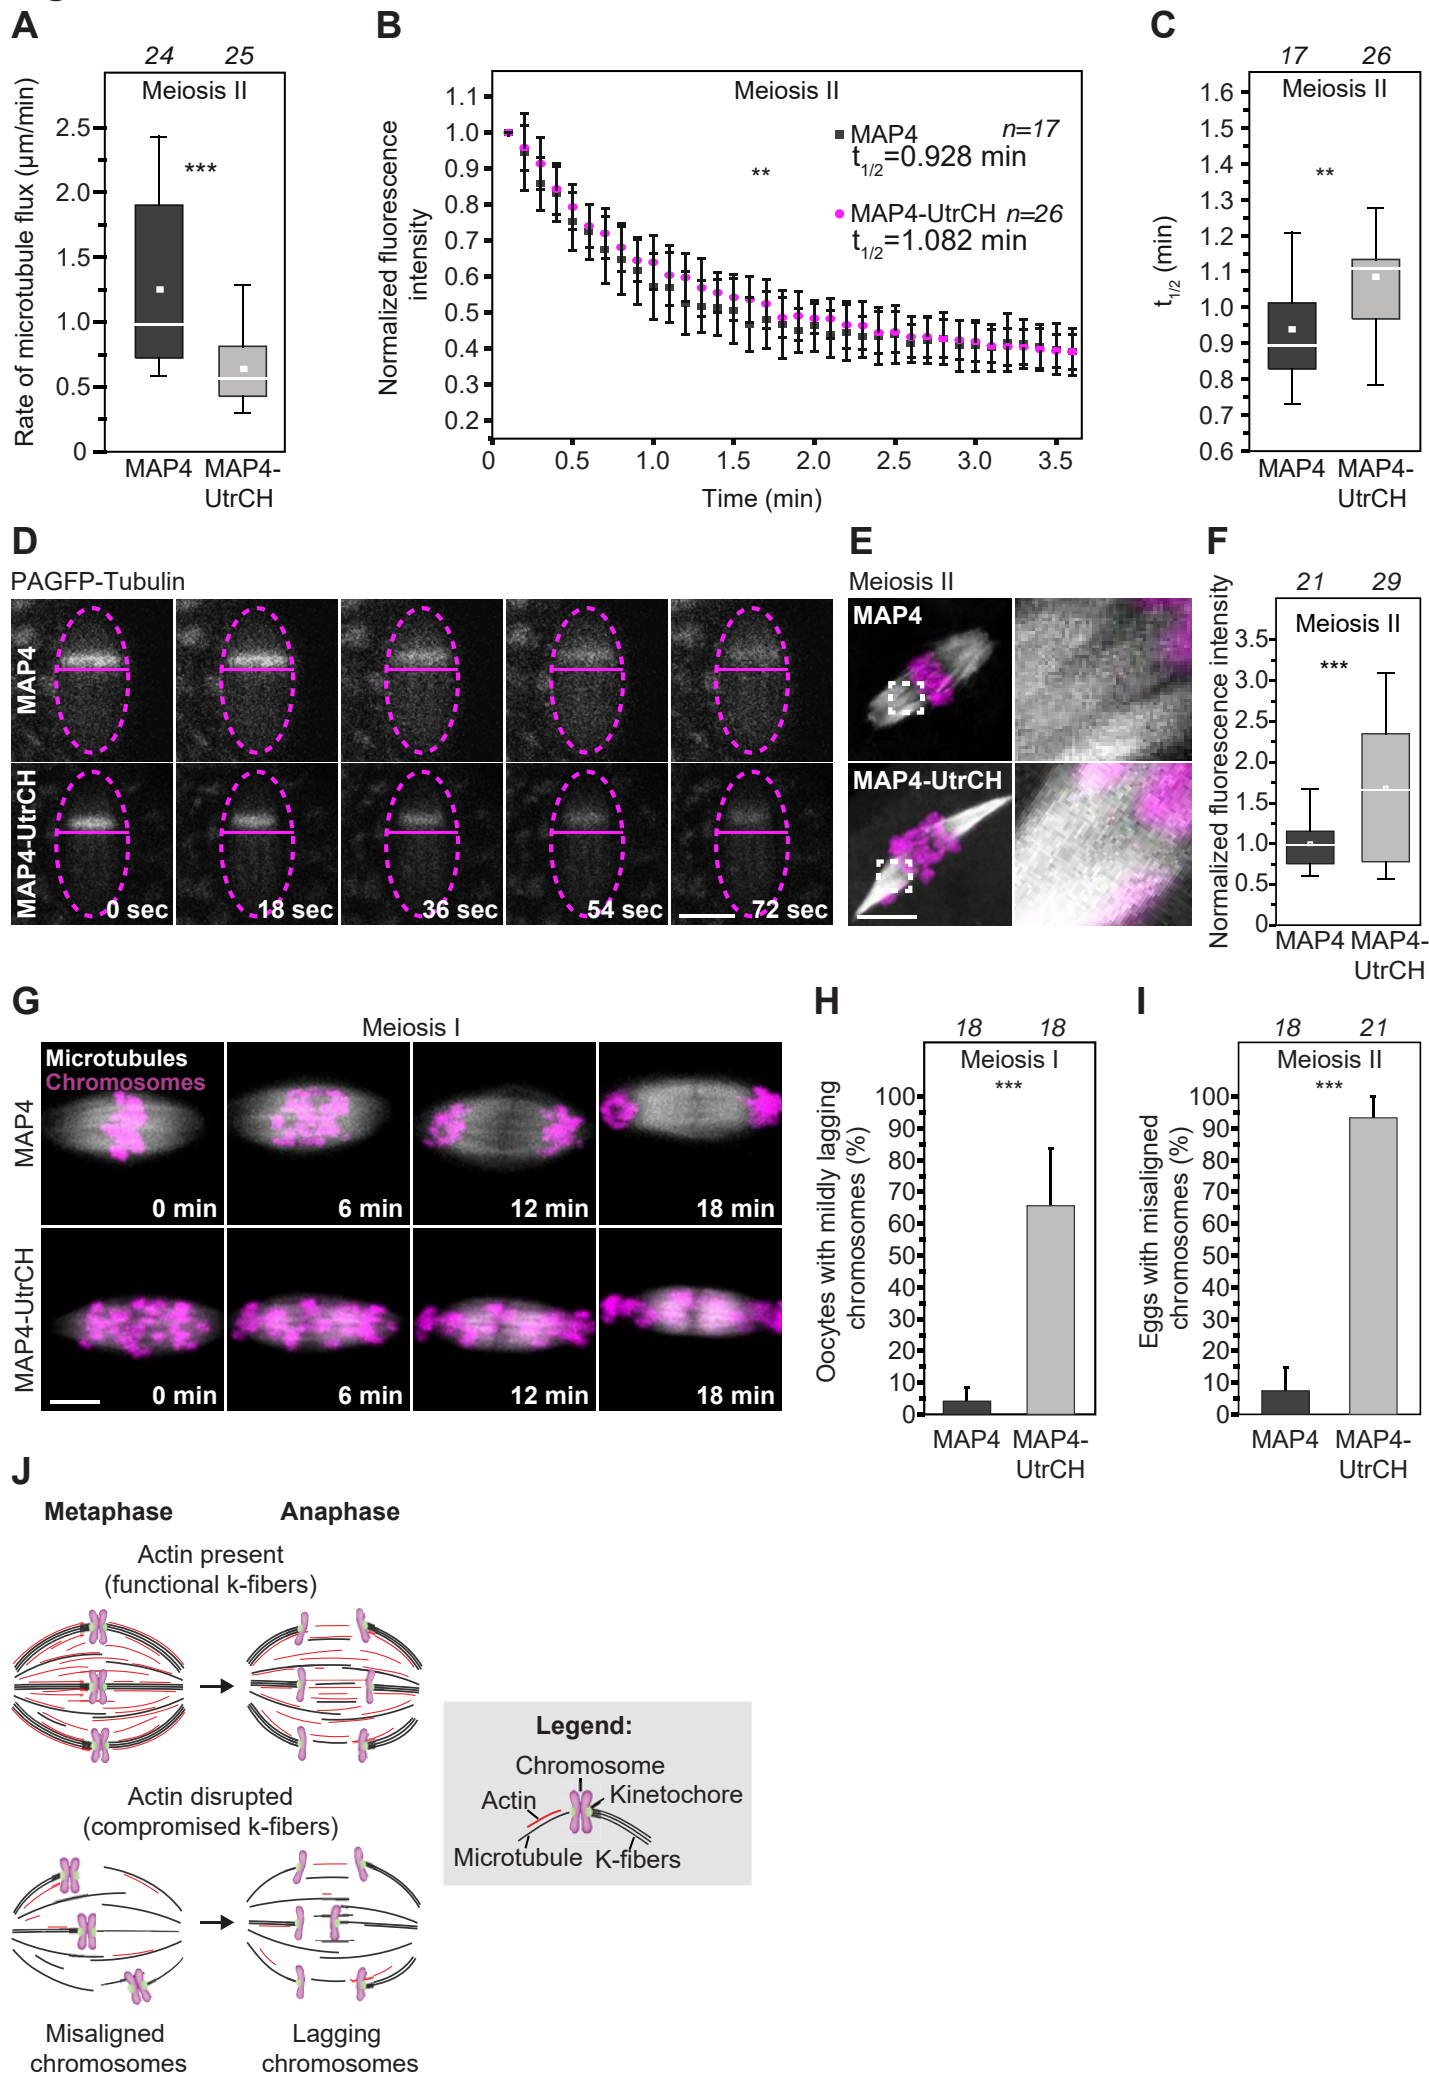 A
24 25
Meiosis II
***
Rate of microtubule flux (μm/min)
2.5
2.0
1.5
1.0
0.5
0
MAP4 MAP4-
UtrCH
B
Meiosis II
MAP4 n=17
t1/2=0.928 min
**
MAP4-UtrCH n=26
t1/2=1.082 min
Normalized fluorescence
intensity
1.1
1.0
0.9
0.8
0.7
0.6
0.5
0.4
0.3
0.2
0 0.5 1.0 1.5 2.0 2.5 3.0 3.5
Time (min)
C
17 26
Meiosis II
**
t1/2 (min)
1.6
1.5
1.4
1.3
1.2
1.1
1.0
0.9
0.8
0.7
0.6
MAP4 MAP4-
UtrCH
D
PAGFP-Tubulin
MAP4
MAP4-UtrCH
0 sec 18 sec 36 sec 54 sec 72 sec
E
Meiosis II
MAP4
MAP4-UtrCH
F
21 29
Meiosis II
***
Normalized fluorescence intensity
3.5
3.0
2.5
2.0
1.5
1.0
0.5
0
MAP4 MAP4-
UtrCH
G
Meiosis I
Microtubules
Chromosomes
MAP4
0 min 6 min 12 min 18 min
MAP4-UtrCH
0 min 6 min 12 min 18 min
H
18 18
Meiosis I
***
Oocytes with mildly lagging
chromosomes (%)
100
90
80
70
60
50
40
30
20
10
0
MAP4 MAP4-
UtrCH
I
18 21
Meiosis II
***
Eggs with misaligned
chromosomes (%)
100
90
80
70
60
50
40
30
20
10
0
MAP4 MAP4-
UtrCH
J
Metaphase Anaphase
Actin present
(functional k-fibers)
Actin disrupted
(compromised k-fibers)
Misaligned
chromosomes
Lagging
chromosomes
Legend:
Chromosome
Actin Kinetochore
Microtubule K-fibers